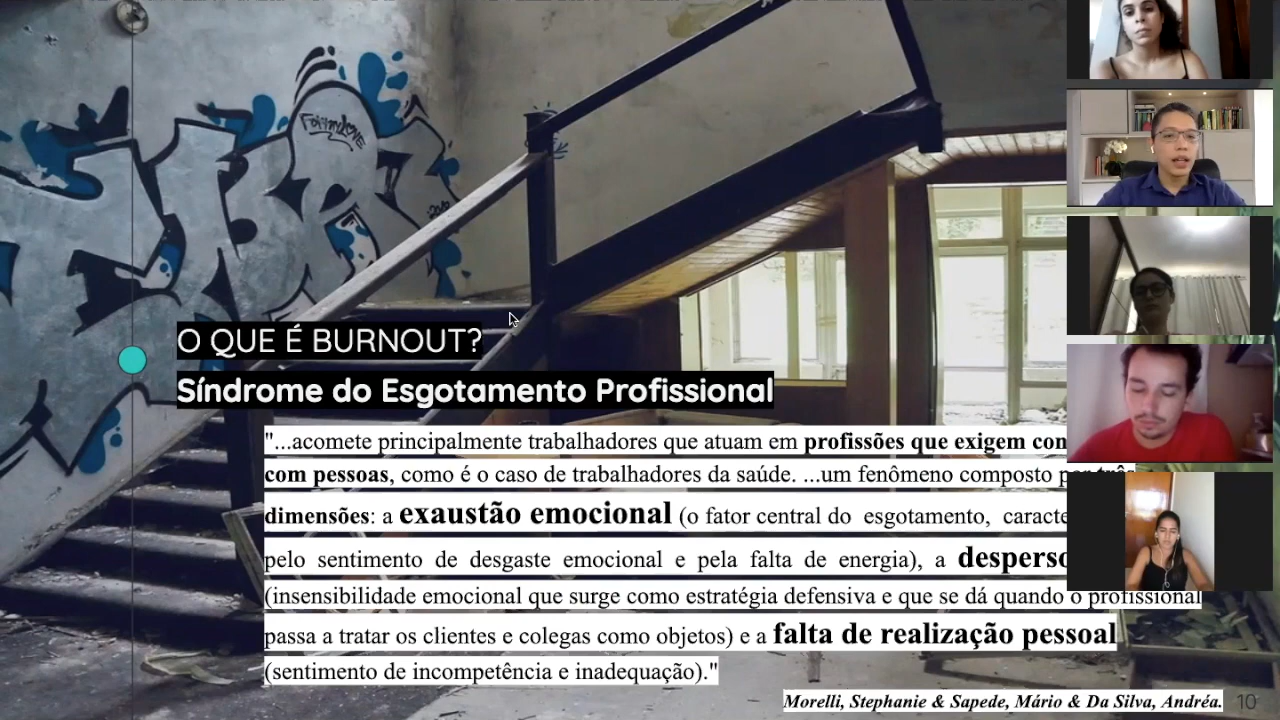 O QUE É BURNOUT?
Síndrome do Esgotamento Profissional
"...acomete principalmente trabalhadores que atuam em profissões que exigem
com pessoas, como é o caso de trabalhadores da saúde. ...um fenômeno composto por três
dimensões: a exaustão emocional (o fator central do esgotamento,
pelo sentimento de desgaste emocional e pela falta de energia), a
(insensibilidade emocional que surge como estratégia defensiva e que se dá quando o profissional
passa a tratar os clientes e colegas como objetos) e a falta de realização pessoal
(sentimento de incompetência e inadequação)."
Morelli, Stephanie & Sapede, Mário & Da Silva, Andréa.
10